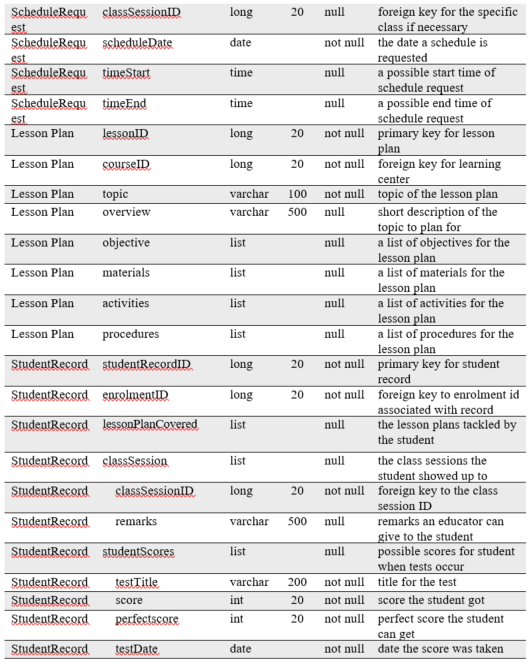 ScheduleRequ classSessionID long 20 null foreign key for the specific
est class if necessary
ScheduleRequ scheduleDate date not null the date a schedule is
est requested
ScheduleRequ timeStart time null a possible start time of
est schedule request
ScheduleRequ timeEnd time null a possible end time of
est schedule request
Lesson Plan lessonID long 20 not null primary key for lesson
plan
Lesson Plan courseID long 20 not null foreign key for learning
center
Lesson Plan topic varchar 100 not null topic of the lesson plan
Lesson Plan overview varchar 500 null short description of the
topic to plan for
Lesson Plan objective list null a list of objectives for the
lesson plan
Lesson Plan materials list null a list of materials for the
lesson plan
Lesson Plan activities list null a list of activities for the
lesson plan
Lesson Plan procedures list null a list of procedures for the
lesson plan
StudentRecord studentRecordID long 20 not null primary key for student
record
StudentRecord enrolmentID long 20 not null foreign key to enrolment id
associated with record
StudentRecord lessonPlanCovered list null the lesson plans tackled by
the student
StudentRecord classSession list null the class sessions the
student showed up to
StudentRecord classSessionID long 20 not null foreign key to the class
session ID
StudentRecord remarks varchar 500 null remarks an educator can
give to the student
StudentRecord studentScores list null possible scores for student
when tests occur
StudentRecord testTitle varchar 200 not null title for the test
StudentRecord score int 20 not null score the student got
StudentRecord perfectscore int 20 not null perfect score the student
can get
StudentRecord testDate date not null date the score was taken